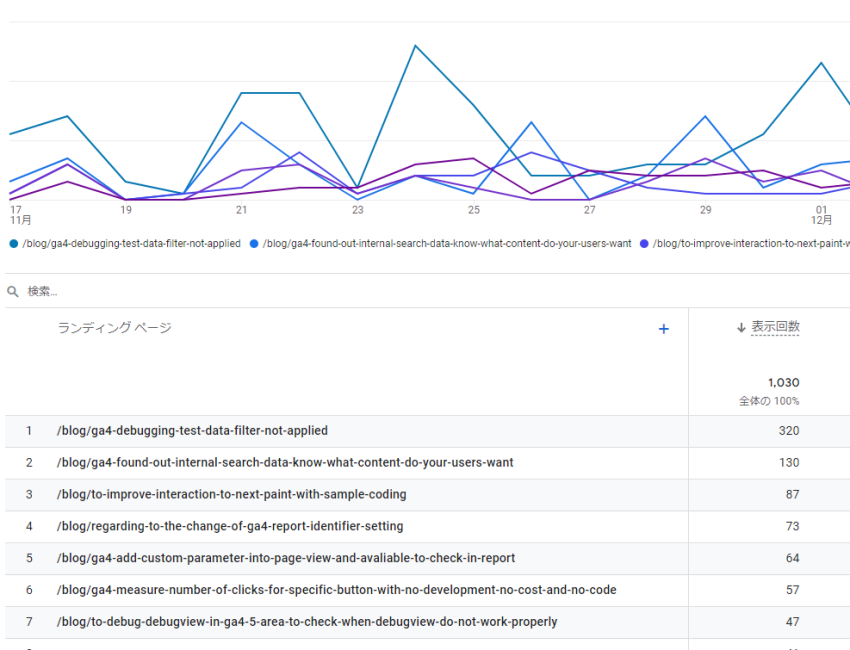 17 19 21 23 25 27 29 01
11月 12月
/blog/ga4-debugging-test-data-filter-not-applied /blog/ga4-found-out-internal-search-data-know-what-content-do-your-users-want /blog/to-improve-interaction-to-next-paint-w
検索...
ランディング ページ + ↓ 表示回数
1,030
全体の 100%
1 /blog/ga4-debugging-test-data-filter-not-applied 320
2 /blog/ga4-found-out-internal-search-data-know-what-content-do-your-users-want 130
3 /blog/to-improve-interaction-to-next-paint-with-sample-coding 87
4 /blog/regarding-to-the-change-of-ga4-report-identifier-setting 73
5 /blog/ga4-add-custom-parameter-into-page-view-and-avaliable-to-check-in-report 64
6 /blog/ga4-measure-number-of-clicks-for-specific-button-with-no-development-no-cost-and-no-code 57
7 /blog/to-debug-debugview-in-ga4-5-area-to-check-when-debugview-do-not-work-properly 47